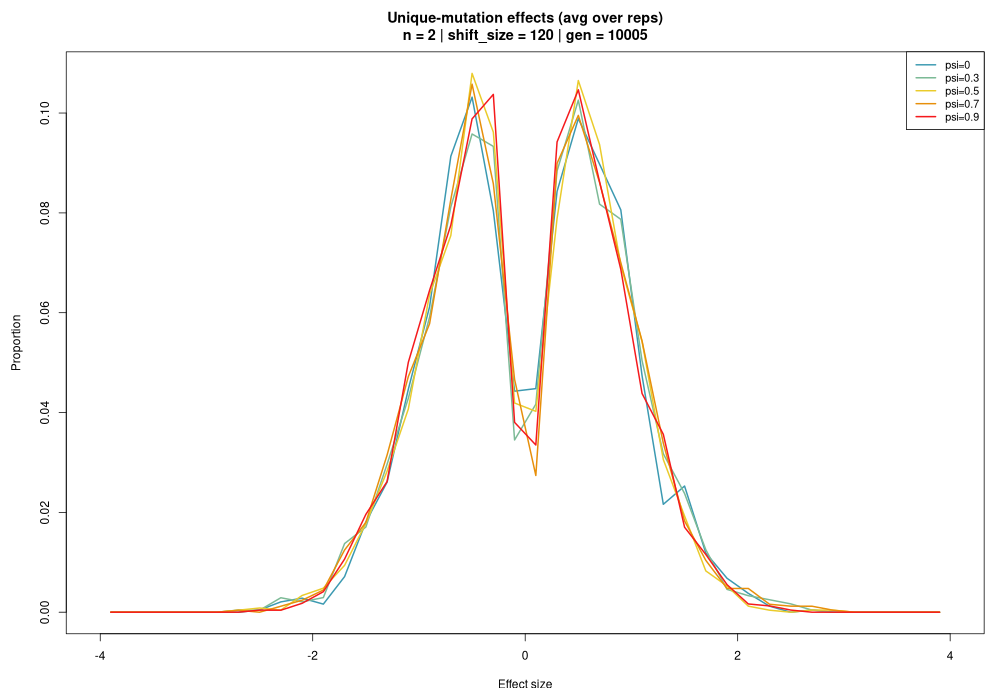 Unique-mutation effects (avg over reps)
n = 2 | shift_size = 120 | gen = 10005
psi=0
psi=0.3
psi=0.5
psi=0.7
psi=0.9
Proportion
0.10
0.08
0.06
0.04
0.02
0.00
-4
-2
0
2
4
Effect size